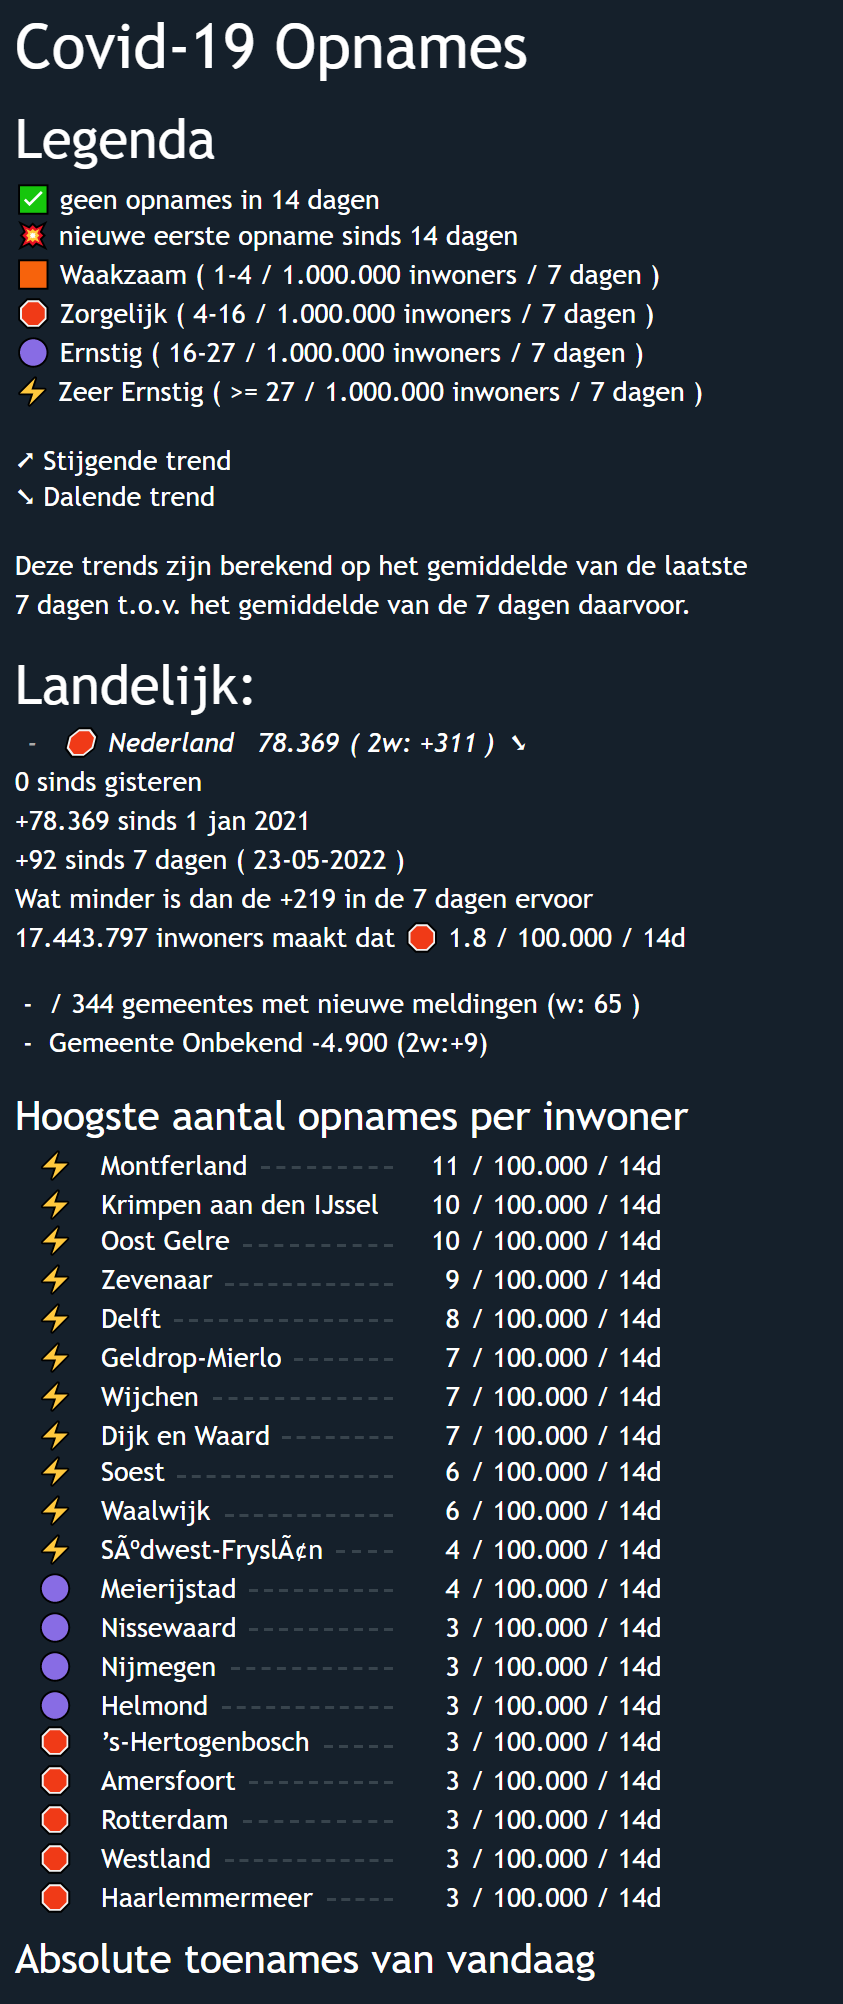 Covid-19 Opnames
Legenda
✅ geen opnames in 14 dagen
💥 nieuwe eerste opname sinds 14 dagen
🟧 Waakzaam ( 1-4 / 1.000.000 inwoners / 7 dagen )
🛑 Zorgelijk ( 4-16 / 1.000.000 inwoners / 7 dagen )
🟣 Ernstig ( 16-27 / 1.000.000 inwoners / 7 dagen )
⚡ Zeer Ernstig ( >= 27 / 1.000.000 inwoners / 7 dagen )
➚ Stijgende trend
➘ Dalende trend
Deze trends zijn berekend op het gemiddelde van de laatste
7 dagen t.o.v. het gemiddelde van de 7 dagen daarvoor.
Landelijk:
- 🛑 Nederland 78.369 ( 2w: +311 ) ➘
0 sinds gisteren
+78.369 sinds 1 jan 2021
+92 sinds 7 dagen ( 23-05-2022 )
Wat minder is dan de +219 in de 7 dagen ervoor
17.443.797 inwoners maakt dat 🛑 1.8 / 100.000 / 14d
- / 344 gemeentes met nieuwe meldingen (w: 65 )
- Gemeente Onbekend -4.900 (2w:+9)
Hoogste aantal opnames per inwoner
⚡ Montferland ---------- 11 / 100.000 / 14d
⚡ Krimpen aan den IJssel 10 / 100.000 / 14d
⚡ Oost Gelre ----------- 10 / 100.000 / 14d
⚡ Zevenaar ------------ 9 / 100.000 / 14d
⚡ Delft ---------------- 8 / 100.000 / 14d
⚡ Geldrop-Mierlo ------- 7 / 100.000 / 14d
⚡ Wijchen ------------- 7 / 100.000 / 14d
⚡ Dijk en Waard -------- 7 / 100.000 / 14d
⚡ Soest ---------------- 6 / 100.000 / 14d
⚡ Waalwijk ------------ 6 / 100.000 / 14d
⚡ SÃºdwest-FryslÃ¢n ---- 4 / 100.000 / 14d
🟣 Meierijstad ---------- 4 / 100.000 / 14d
🟣 Nissewaard ---------- 3 / 100.000 / 14d
🟣 Nijmegen ------------ 3 / 100.000 / 14d
🟣 Helmond ------------ 3 / 100.000 / 14d
🛑 ’s-Hertogenbosch ----- 3 / 100.000 / 14d
🛑 Amersfoort ---------- 3 / 100.000 / 14d
🛑 Rotterdam ----------- 3 / 100.000 / 14d
🛑 Westland ------------ 3 / 100.000 / 14d
🛑 Haarlemmermeer ----- 3 / 100.000 / 14d
Absolute toenames van vandaag